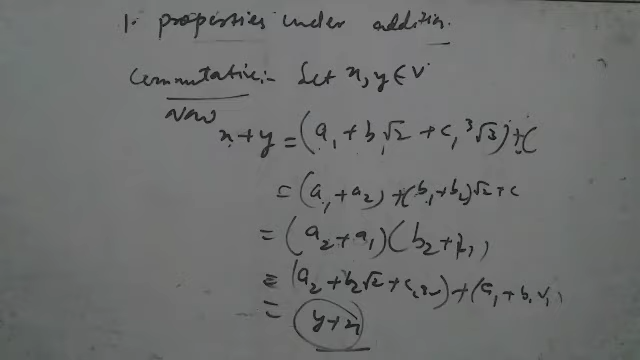 1. properties under addition.
Commutative:- Let x, y ∈ V
Now
x + y = (a₁ + b₁√2 + c₁ ³√3) + (
= (a₁ + a₂) + (b₁ + b₂)√2 + c
= (a₂ + a₁) (b₂ + b₁)
= (a₂ + b₂√2 + + (a₁ + b₁√
= y + x